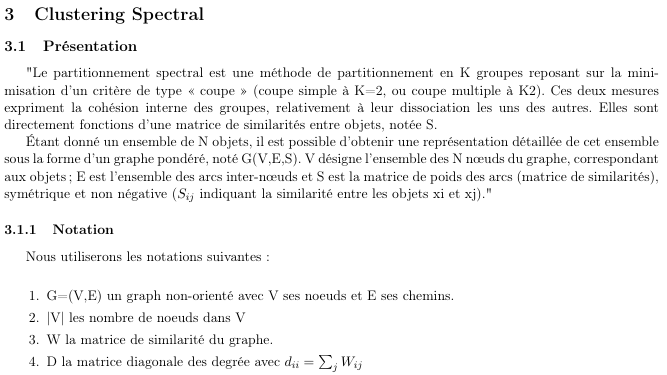 3 Clustering Spectral
3.1 Présentation
"Le partitionnement spectral est une méthode de partitionnement en K groupes reposant sur la mini-
misation d'un critère de type « coupe » (coupe simple à K=2, ou coupe multiple à K2). Ces deux mesures
expriment la cohésion interne des groupes, relativement à leur dissociation les uns des autres. Elles sont
directement fonctions d'une matrice de similarités entre objets, notée S.
Étant donné un ensemble de N objets, il est possible d'obtenir une représentation détaillée de cet ensemble
sous la forme d'un graphe pondéré, noté G(V,E,S). V désigne l'ensemble des N nœuds du graphe, correspondant
aux objets ; E est l'ensemble des arcs inter-nœuds et S est la matrice de poids des arcs (matrice de similarités),
symétrique et non négative (S_{ij} indiquant la similarité entre les objets xi et xj)."
3.1.1 Notation
Nous utiliserons les notations suivantes :
1. G=(V,E) un graph non-orienté avec V ses noeuds et E ses chemins.
2. |V| les nombre de noeuds dans V
3. W la matrice de similarité du graphe.
4. D la matrice diagonale des degrée avec d_{ii} = ∑_j W_{ij}